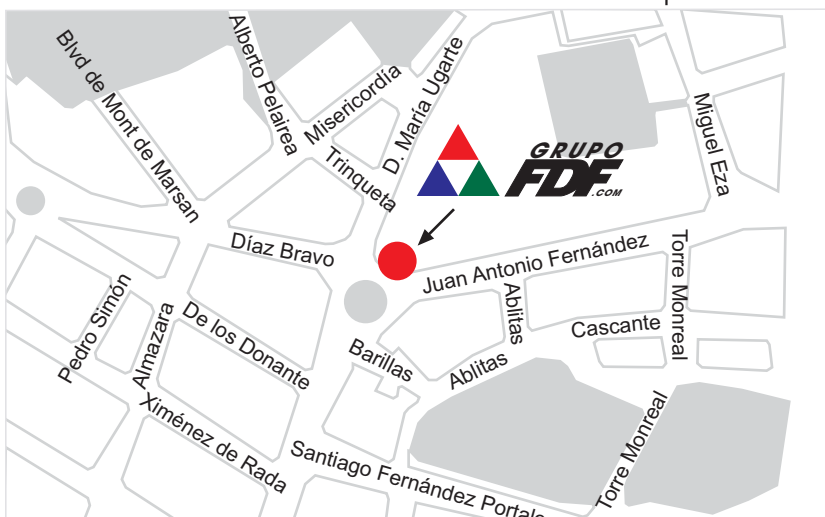 Blvd de Mont de Marsan
Alberto Pelairea
Misericordía
D. María Ugarte
Trinqueta
GRUPO
FDF
.COM
Miguel Eza
Díaz Bravo
Juan Antonio Fernández
Torre Monreal
Ablitas
Cascante
Pedro Simón
Almazara
De los Donante
Barillas
Ablitas
Ximénez de Rada
Santiago Fernández Portale
Torre Monreal